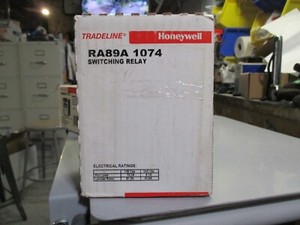 TRADELINE® Honeywell
RA89A 1074
SWITCHING RELAY
ELECTRICAL RATINGS: